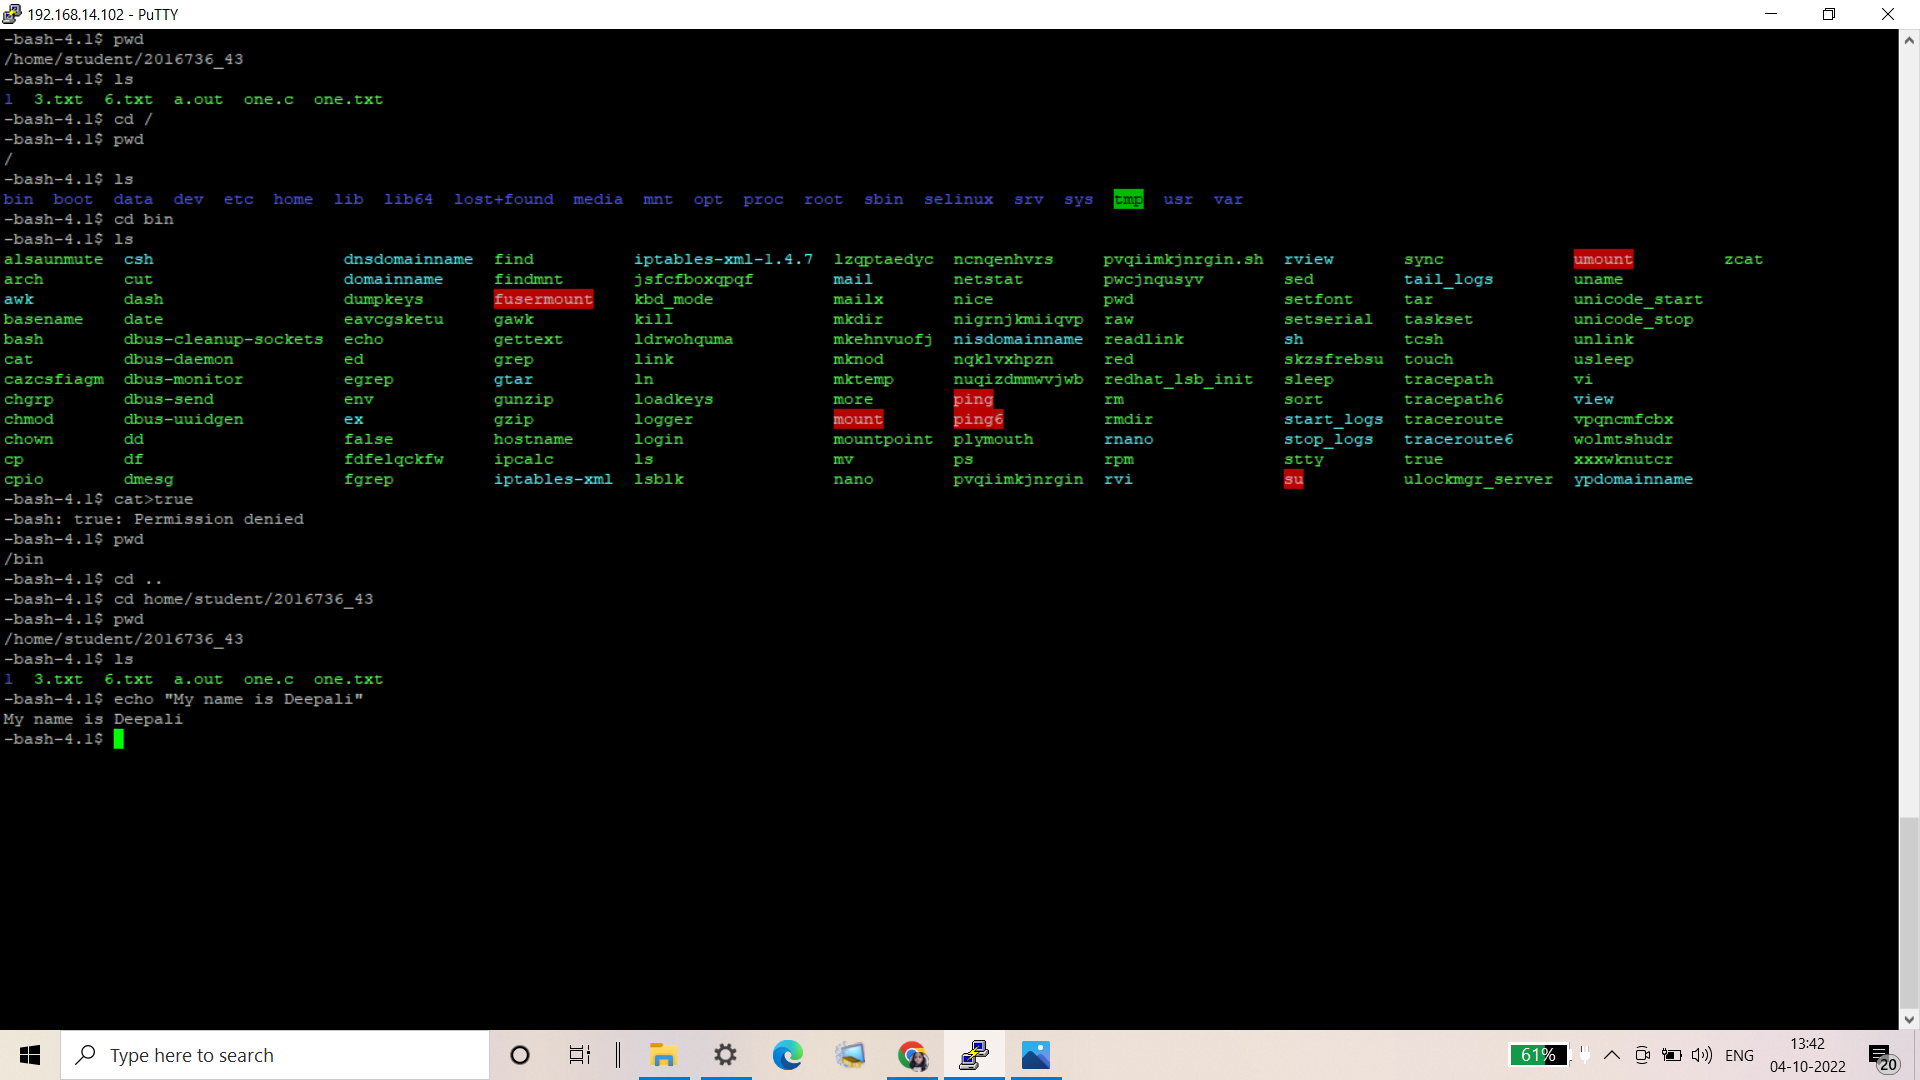 192.168.14.102 - PuTTY
-bash-4.1$ pwd
/home/student/2016736_43
-bash-4.1$ ls
1  3.txt  6.txt  a.out  one.c  one.txt
-bash-4.1$ cd /
-bash-4.1$ pwd
/
-bash-4.1$ ls
bin  boot  data  dev  etc  home  lib  lib64  lost+found  media  mnt  opt  proc  root  sbin  selinux  srv  sys  tmp  usr  var
-bash-4.1$ cd bin
-bash-4.1$ ls
alsaunmute  csh  dnsdomainname  find  iptables-xml-1.4.7  lzqptaedyc  ncnqenhvrs  pvqiimkjnrgin.sh  rview  sync  umount  zcat
arch  cut  domainname  findmnt  jsfcfboxqpqf  mail  netstat  pwcjnqusyv  sed  tail_logs  uname
awk  dash  dumpkeys  fusermount  kbd_mode  mailx  nice  pwd  setfont  tar  unicode_start
basename  date  eavcgsketu  gawk  kill  mkdir  nigrnjkmiiqvp  raw  setserial  taskset  unicode_stop
bash  dbus-cleanup-sockets  echo  gettext  ldrwohquma  mkehnvuofj  nisdomainname  readlink  sh  tcsh  unlink
cat  dbus-daemon  ed  grep  link  mknod  nqklvxhpzn  red  skzsfrebsu  touch  usleep
cazcsfiagm  dbus-monitor  egrep  gtar  ln  mktemp  nuqizdmmwvjwb  redhat_lsb_init  sleep  tracepath  vi
chgrp  dbus-send  env  gunzip  loadkeys  more  ping  rm  sort  tracepath6  view
chmod  dbus-uuidgen  ex  gzip  logger  mount  ping6  rmdir  start_logs  traceroute  vpqncmfcbx
chown  dd  false  hostname  login  mountpoint  plymouth  rnano  stop_logs  traceroute6  wolmtshudr
cp  df  fdfelqckfw  ipcalc  ls  mv  ps  rpm  stty  true  xxxwknutcr
cpio  dmesg  fgrep  iptables-xml  lsblk  nano  pvqiimkjnrgin  rvi  su  ulockmgr_server  ypdomainname
-bash-4.1$ cat>true
-bash: true: Permission denied
-bash-4.1$ pwd
/bin
-bash-4.1$ cd ..
-bash-4.1$ cd home/student/2016736_43
-bash-4.1$ pwd
/home/student/2016736_43
-bash-4.1$ ls
1  3.txt  6.txt  a.out  one.c  one.txt
-bash-4.1$ echo "My name is Deepali"
My name is Deepali
-bash-4.1$
Type here to search
61%
ENG
13:42
04-10-2022
20